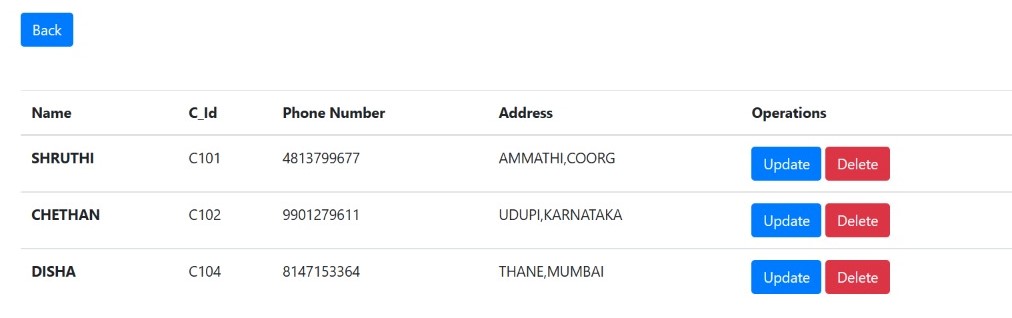 Back
Name C_Id Phone Number Address Operations
SHRUTHI C101 4813799677 AMMATHI,COORG Update Delete
CHETHAN C102 9901279611 UDUPI,KARNATAKA Update Delete
DISHA C104 8147153364 THANE,MUMBAI Update Delete